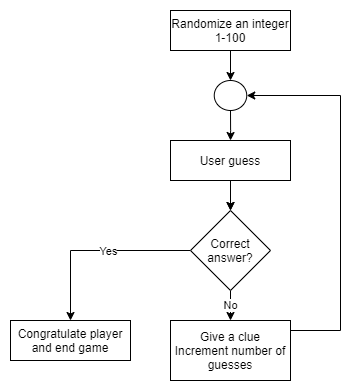 Randomize an integer
1-100
User guess
Correct
answer?
Yes
No
Congratulate player
and end game
Give a clue
Increment number of
guesses